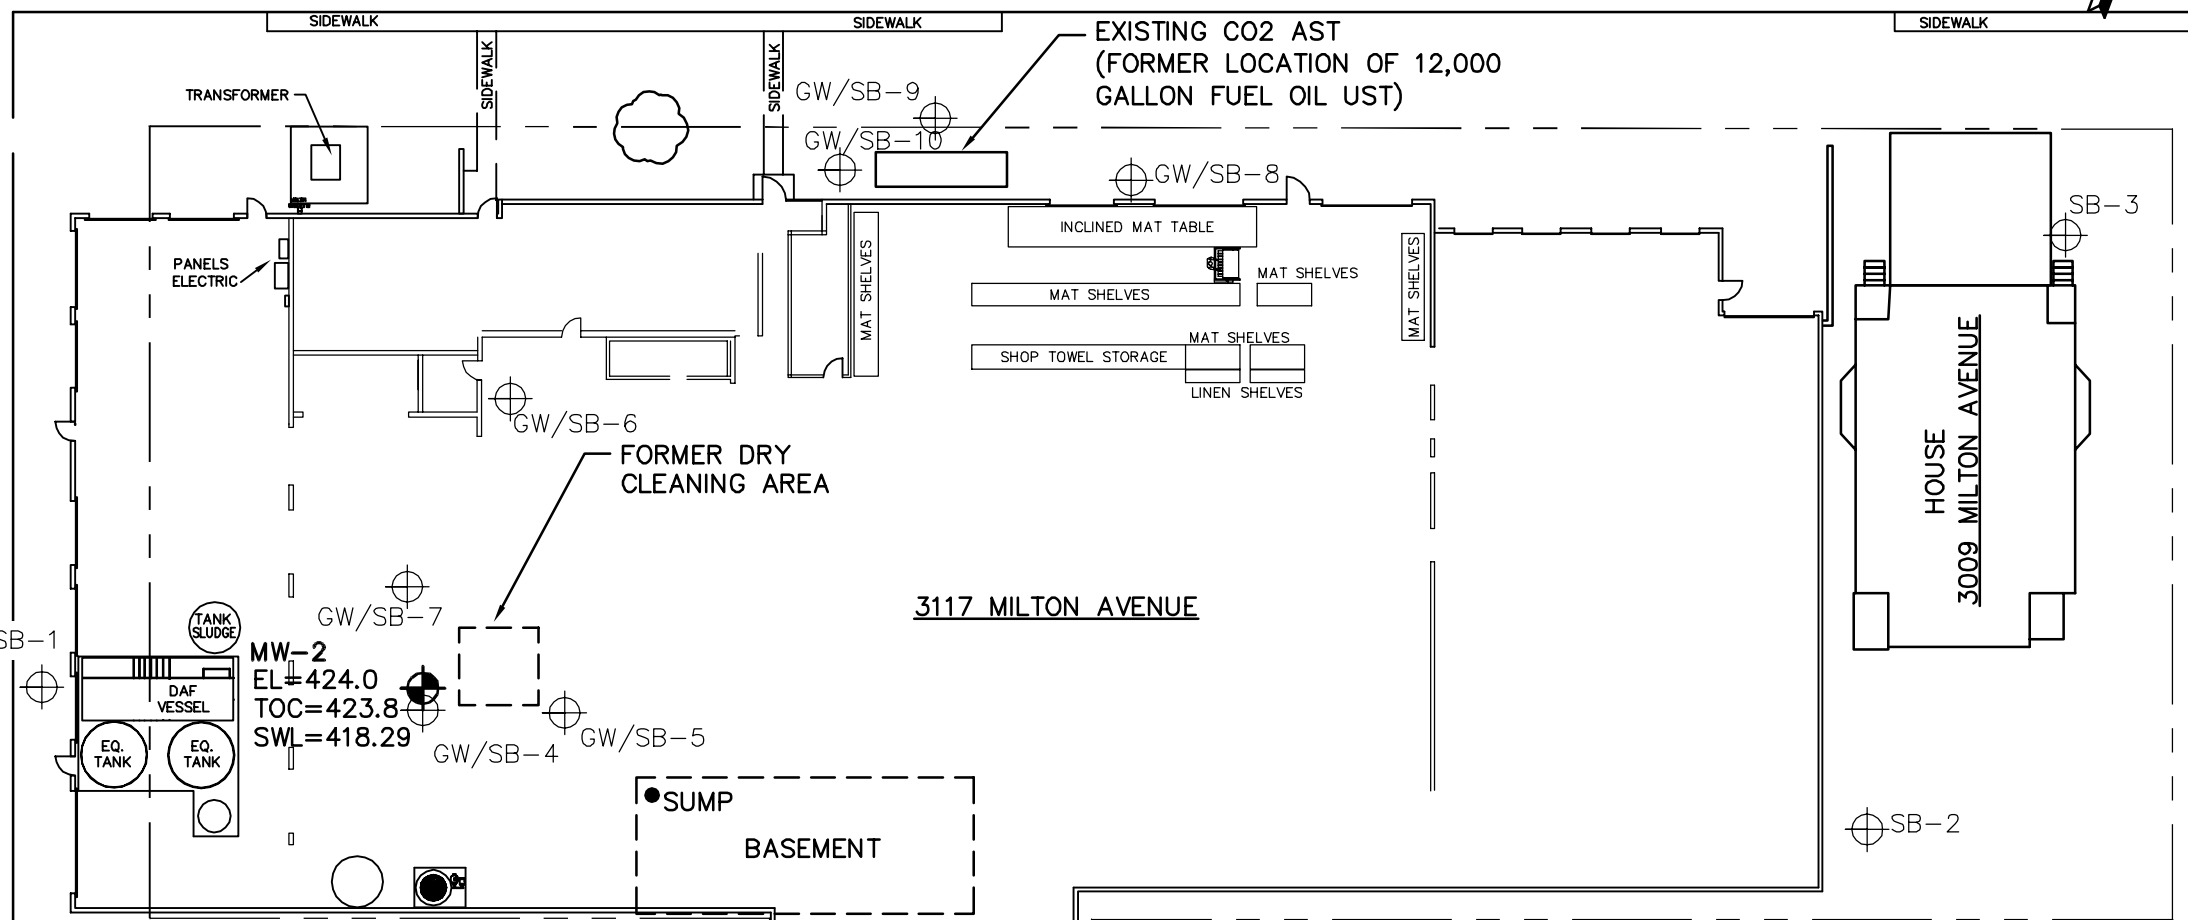 SIDEWALK
SIDEWALK
SIDEWALK
SIDEWALK
SIDEWALK
EXISTING CO2 AST
(FORMER LOCATION OF 12,000
GALLON FUEL OIL UST)
TRANSFORMER
GW/SB-9
GW/SB-10
GW/SB-8
SB-3
INCLINED MAT TABLE
PANELS
ELECTRIC
MAT SHELVES
MAT SHELVES
MAT SHELVES
MAT SHELVES
MAT SHELVES
SHOP TOWEL STORAGE
LINEN SHELVES
GW/SB-6
FORMER DRY
CLEANING AREA
HOUSE
3009 MILTON AVENUE
3117 MILTON AVENUE
GW/SB-7
TANK
SLUDGE
SB-1
MW-2
EL=424.0
TOC=423.8
SWL=418.29
DAF
VESSEL
EQ.
TANK
EQ.
TANK
GW/SB-4
GW/SB-5
SUMP
BASEMENT
SB-2